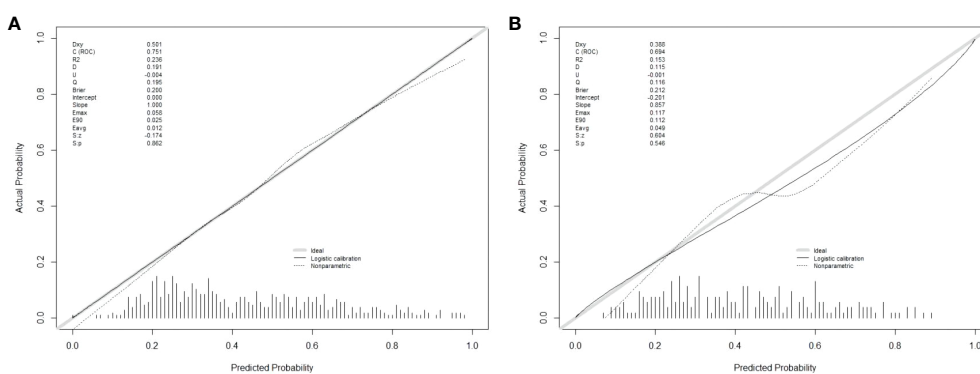 A
Actual Probability
1.0
0.8
0.6
0.4
0.2
0.0
Dxy 0.501
C (ROC) 0.751
R2 0.236
D 0.191
U -0.004
Q 0.195
Brier 0.200
Intercept 0.000
Slope 1.000
Emax 0.058
E90 0.025
Eavg 0.012
S:z -0.174
S:p 0.862
Ideal
Logistic calibration
Nonparametric
0.0 0.2 0.4 0.6 0.8 1.0
Predicted Probability
B
Actual Probability
1.0
0.8
0.6
0.4
0.2
0.0
Dxy 0.388
C (ROC) 0.694
R2 0.153
D 0.115
U -0.001
Q 0.116
Brier 0.212
Intercept -0.201
Slope 0.857
Emax 0.117
E90 0.112
Eavg 0.049
S:z 0.604
S:p 0.546
Ideal
Logistic calibration
Nonparametric
0.0 0.2 0.4 0.6 0.8 1.0
Predicted Probability